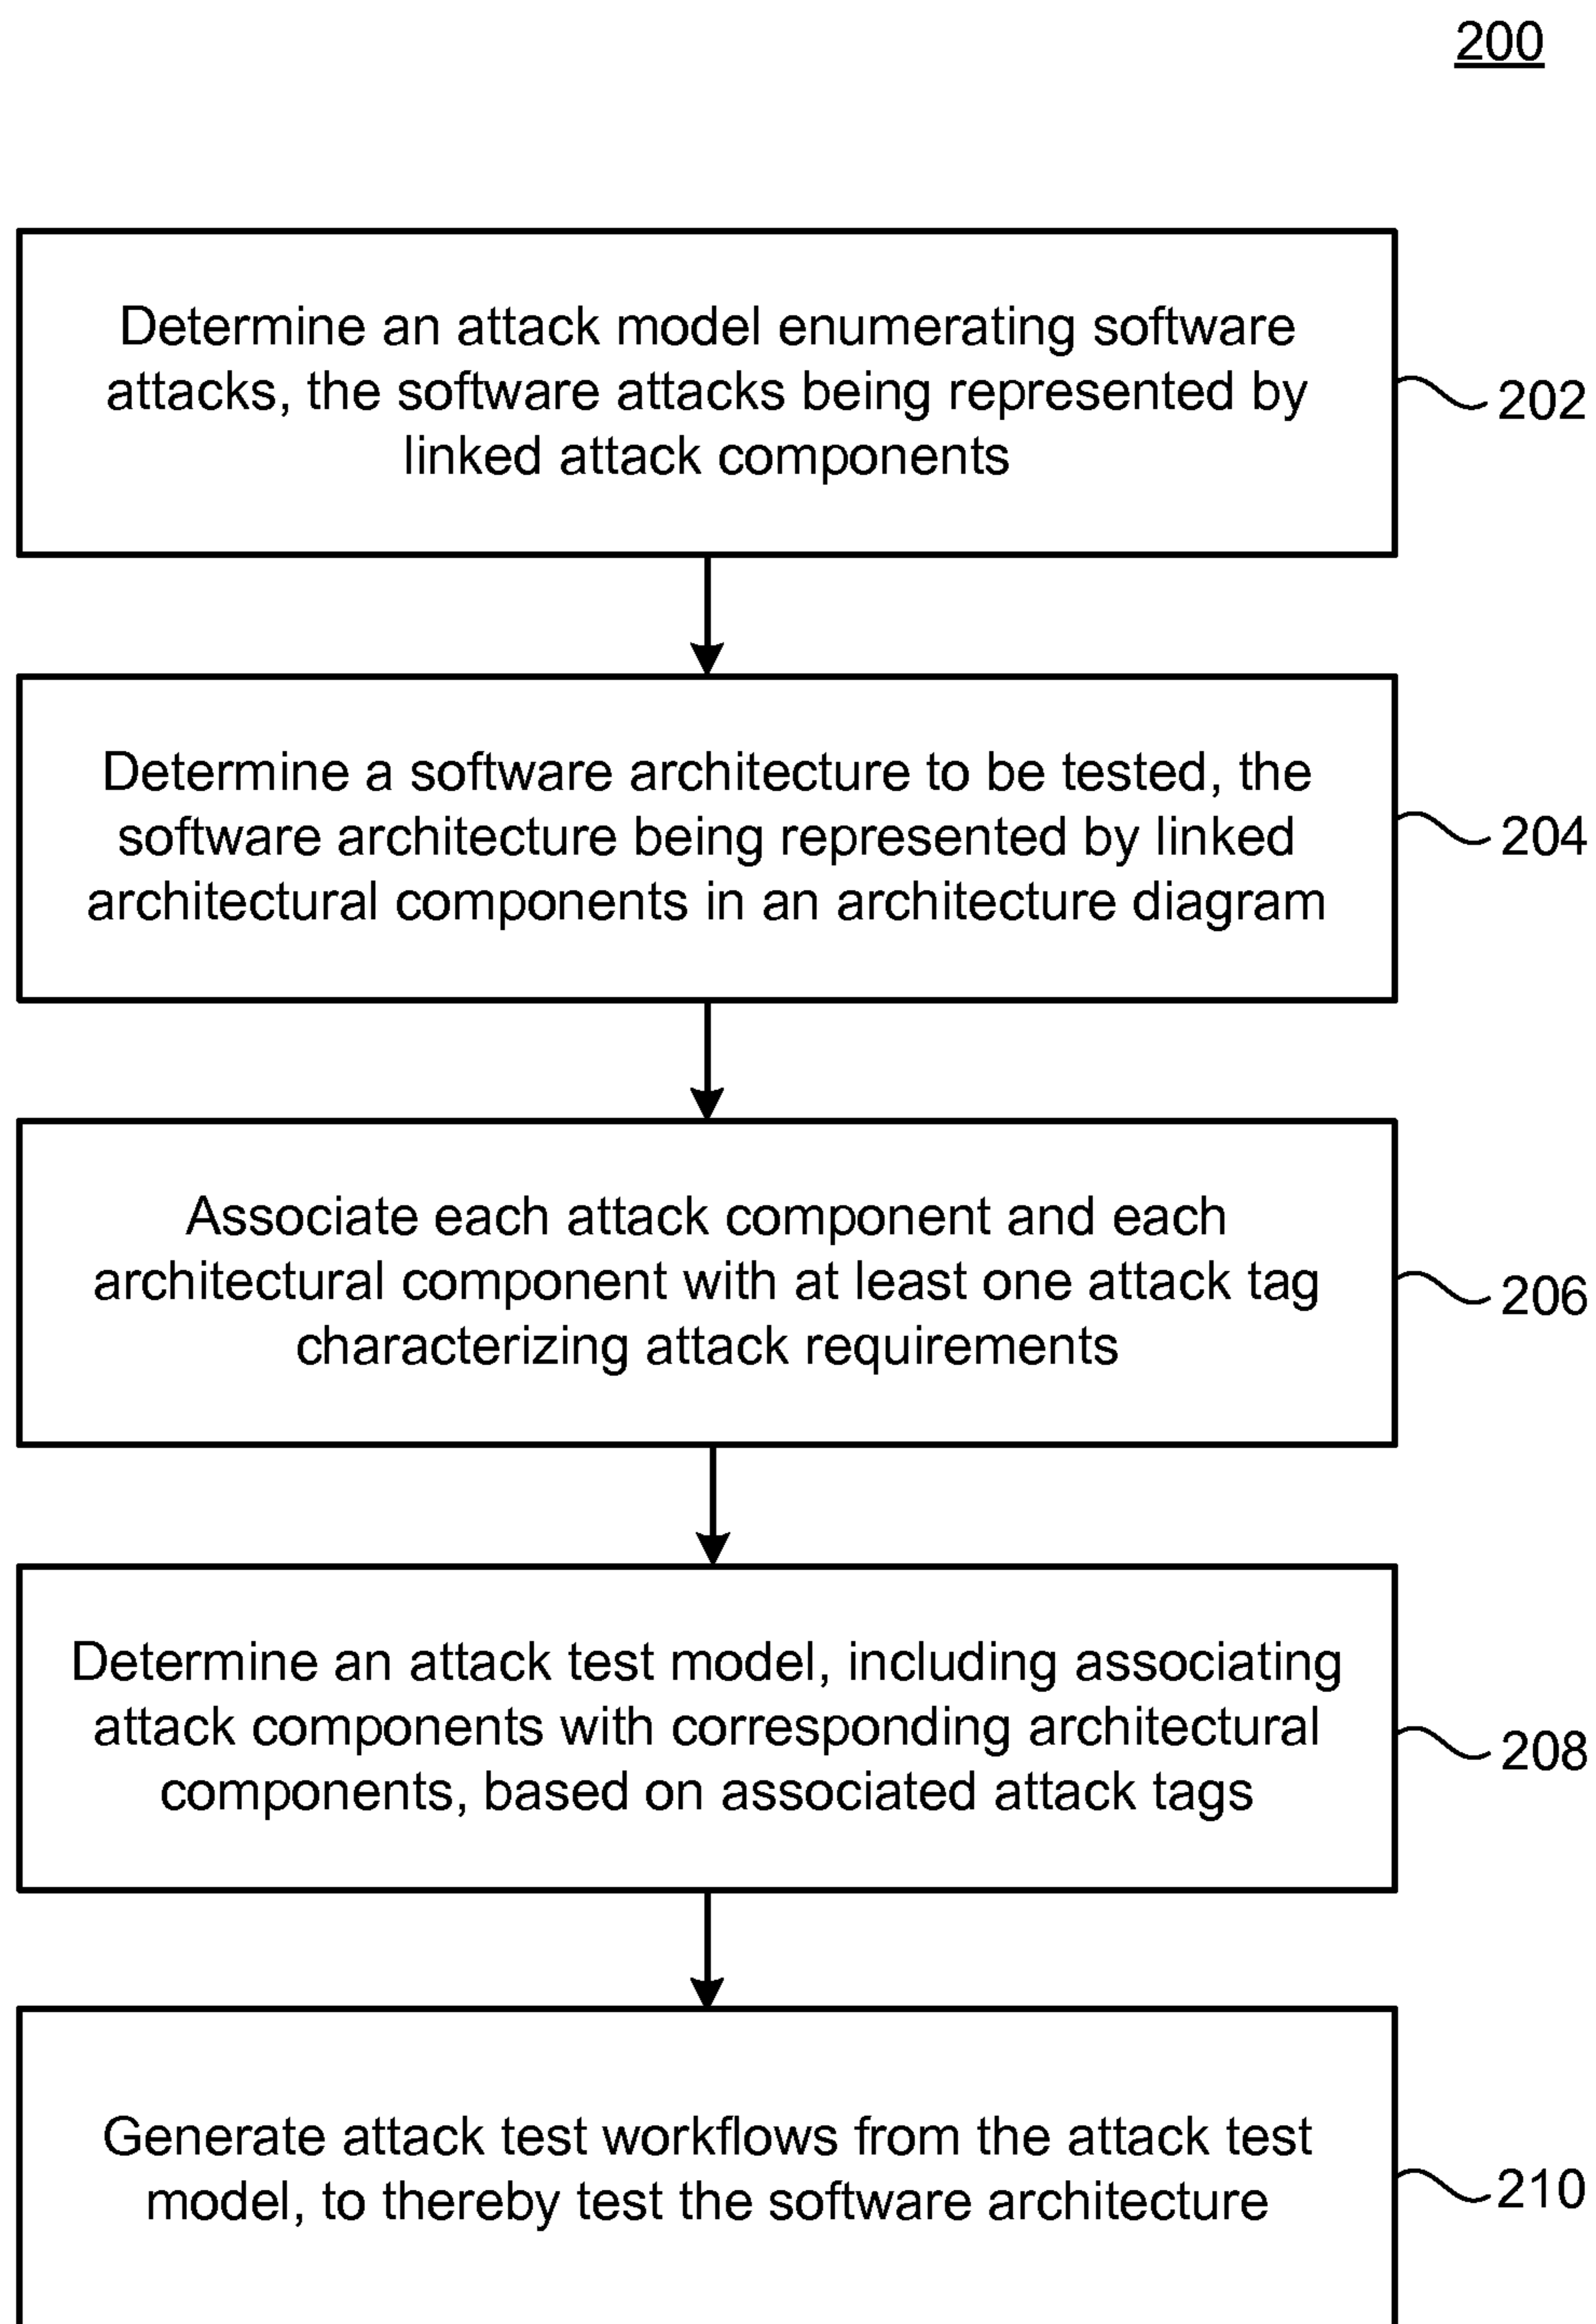 200
Determine an attack model enumerating software
attacks, the software attacks being represented by
linked attack components
202
Determine a software architecture to be tested, the
software architecture being represented by linked
architectural components in an architecture diagram
204
Associate each attack component and each
architectural component with at least one attack tag
characterizing attack requirements
206
Determine an attack test model, including associating
attack components with corresponding architectural
components, based on associated attack tags
208
Generate attack test workflows from the attack test
model, to thereby test the software architecture
210